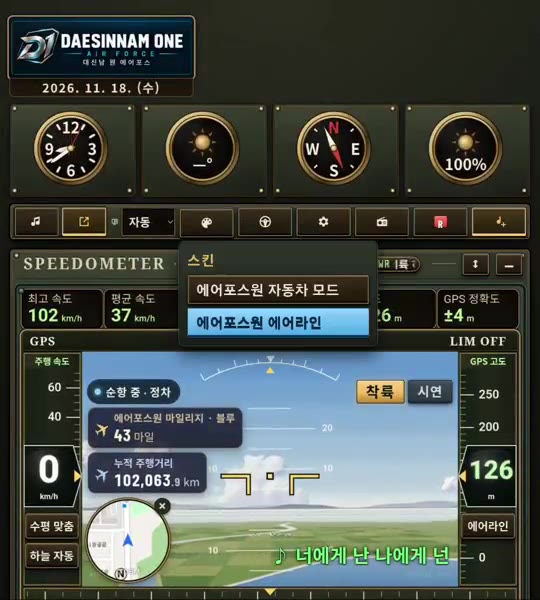 D1 DAESINNAM ONE
AIR FORCE
대신남 원 에어포스
2026. 11. 18. (수)
12
9 3
6
—°
N
W E
S
100%
자동
R
스킨
에어포스원 자동차 모드
에어포스원 에어라인
SPEEDOMETER
WR
최고 속도
102 km/h
평균 속도
37 km/h
26 m
GPS 정확도
±4 m
GPS
LIM OFF
주행 속도
GPS 고도
60
40
0
km/h
250
200
126
m
0
순항 중 · 정차
착륙
시연
에어포스원 마일리지 · 블루
43 마일
누적 주행거리
102,063.9 km
20
10
10
10
수평 맞춤
하늘 자동
에어라인
N
♪ 너에게 난 나에게 넌